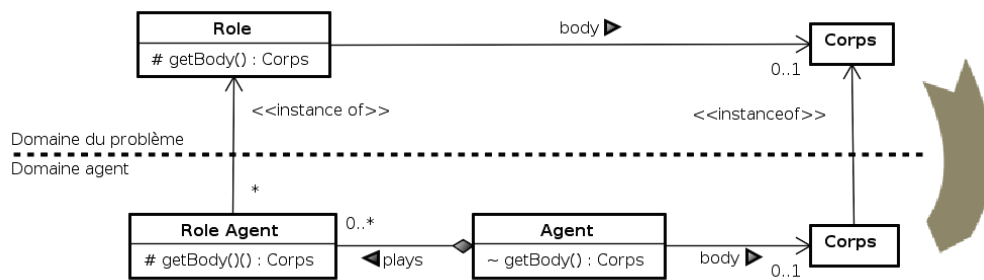 Role
# getBody() : Corps
body
Corps
0..1
<<instance of>>
<<instanceof>>
Domaine du problème
Domaine agent
*
Role Agent
# getBody()() : Corps
0..*
plays
Agent
~ getBody() : Corps
body
0..1
Corps